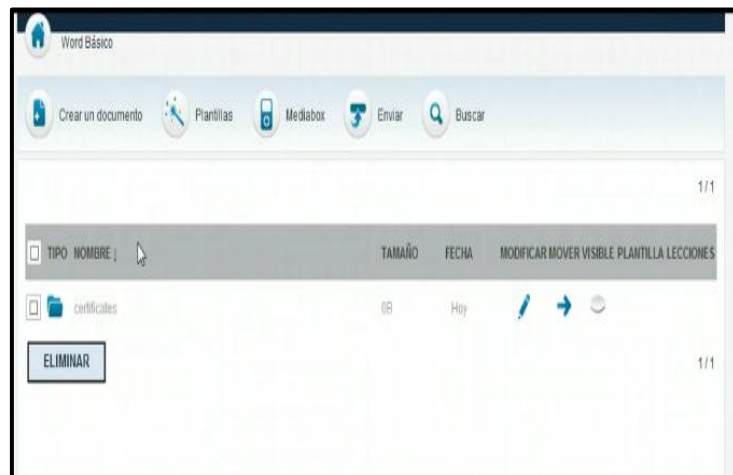 Word Básico
Crear un documento Plantillas Mediabox Enviar Buscar
1/1
TIPO NOMBRE ↓ TAMAÑO FECHA MODIFICAR MOVER VISIBLE PLANTILLA LECCIONES
certificates 0B Hoy
ELIMINAR 1/1